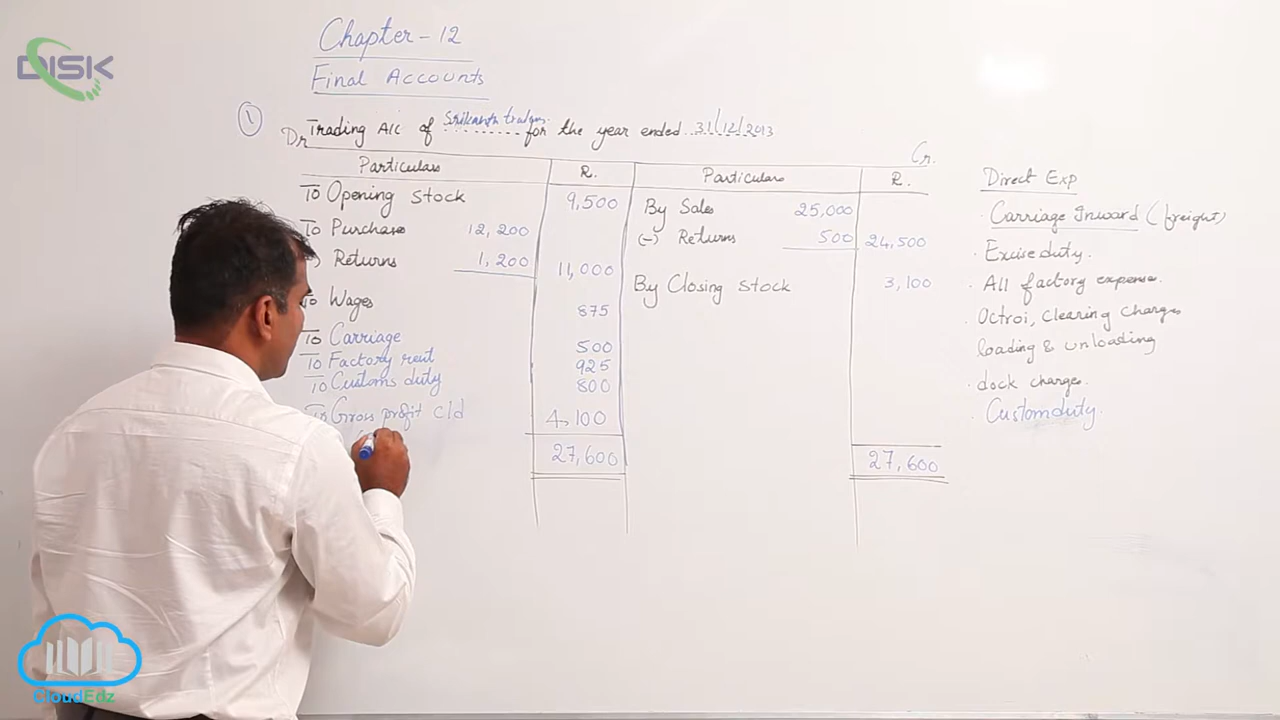 DISK
Chapter - 12
Final Accounts
1
Trading A/C of Srikanth traders for the year ended 31/12/2013
Dr Cr.
Particulars R. Particulars R.
To Opening stock 9,500
To Purchases 12,200
Returns 1,200 11,000
To Wages 875
To Carriage 500
To Factory rent 925
To Customs duty 800
To Gross profit c/d 4,100
27,600
By Sales 25,000
(-) Returns 500 24,500
By Closing stock 3,100
27,600
Direct Exp
· Carriage Inward (freight)
· Excise duty.
· All factory expense.
· Octroi, clearing charges
loading & unloading
· dock charges.
· Custom duty.
CloudEdz